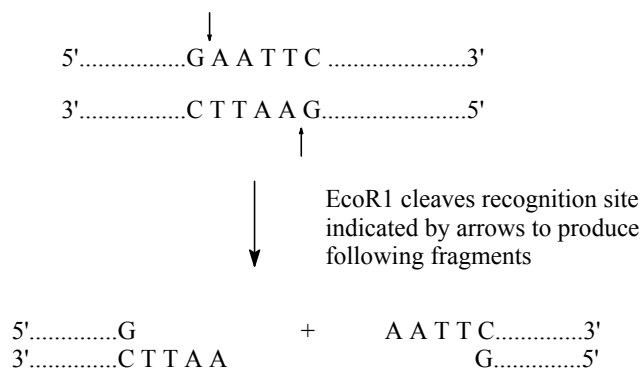 5'................G A A T T C ....................3'
3'................C T T A A G.....................5'
EcoR1 cleaves recognition site
indicated by arrows to produce
following fragments
5'..............G + A A T T C..............3'
3'..............C T T A A G..............5'